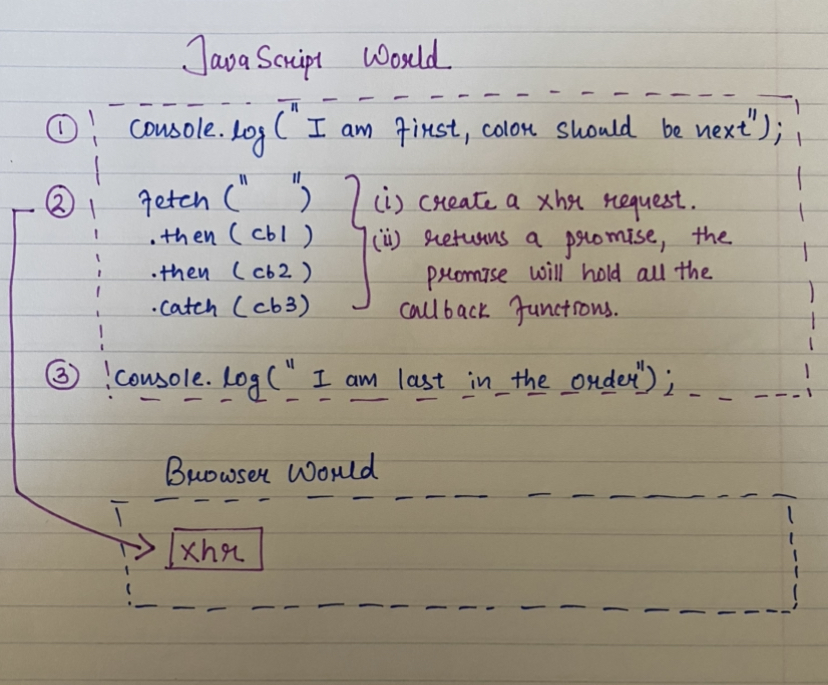 JavaScript World
① console.log("I am first, color should be next");
② fetch (" ") (i) create a xhr request.
.then (cb1) (ii) returns a promise, the
.then (cb2) promise will hold all the
.catch (cb3) callback functions.
③ console.log(" I am last in the order");
Browser World
xhr